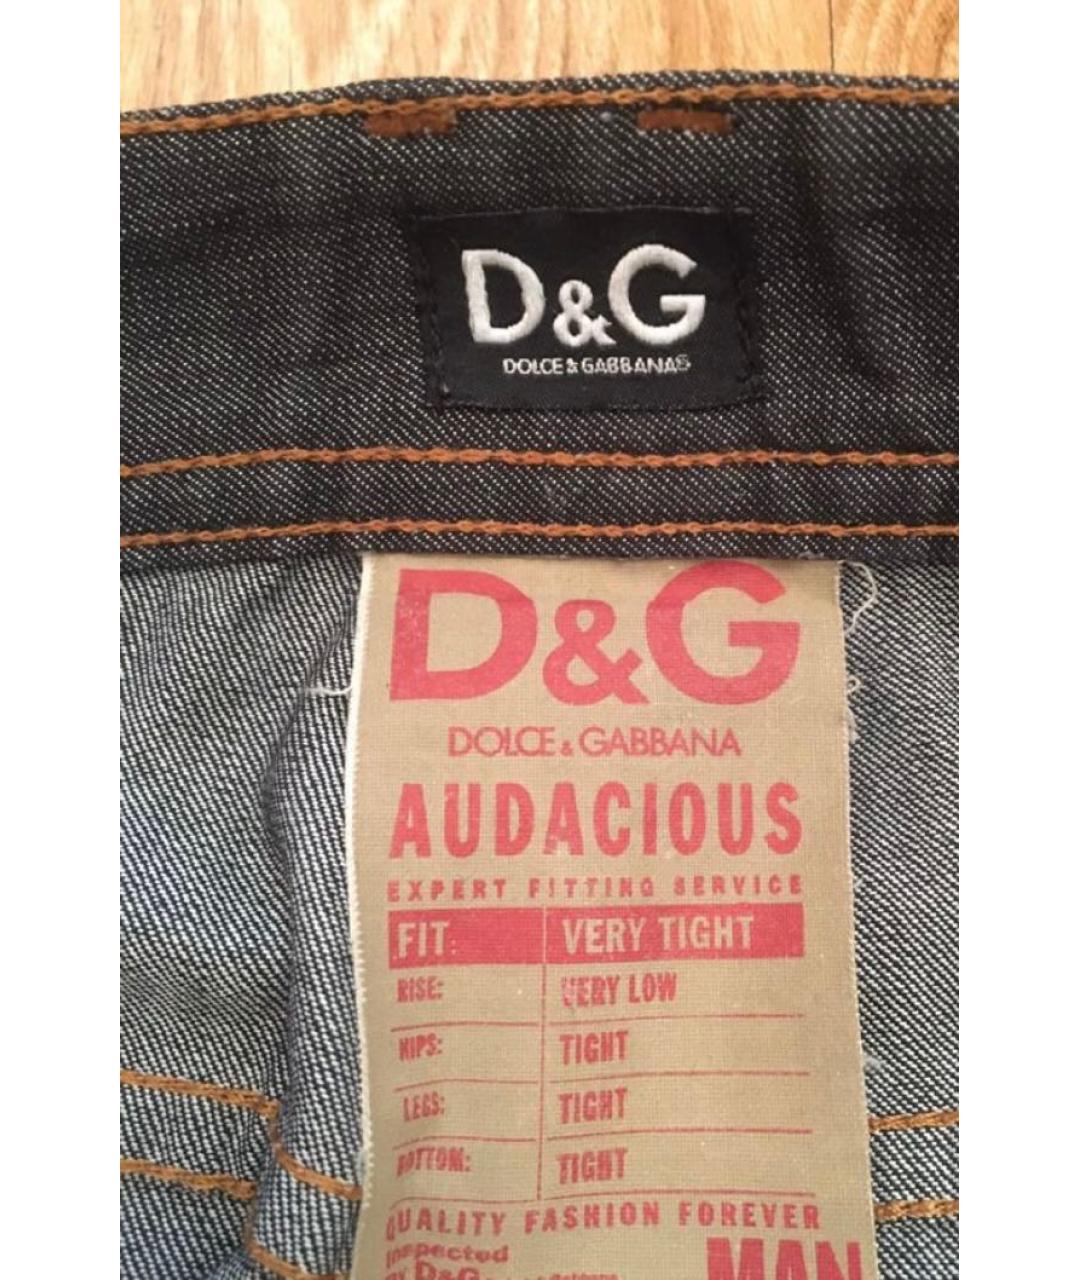 D&G
DOLCE & GABBANA
D&G
DOLCE & GABBANA
AUDACIOUS
EXPERT FITTING SERVICE
FIT: VERY TIGHT
RISE: VERY LOW
HIPS: TIGHT
LEGS: TIGHT
BOTTOM: TIGHT
QUALITY FASHION FOREVER
Inspected MAN
BY D&G